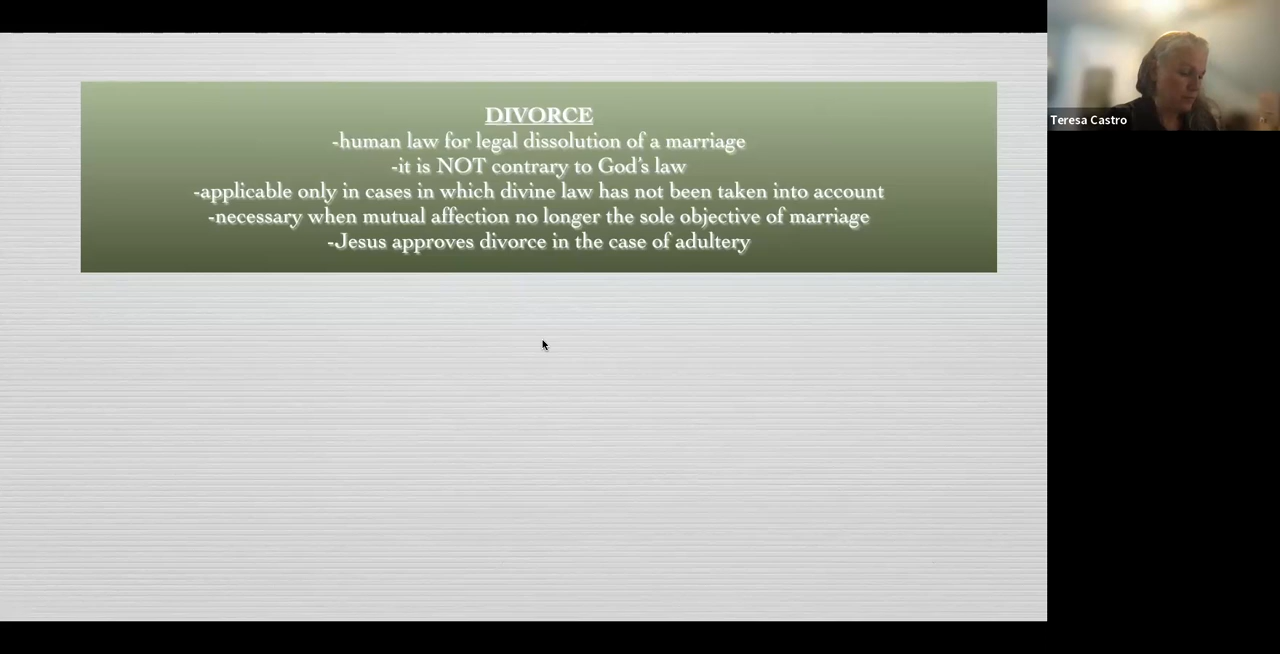 DIVORCE
-human law for legal dissolution of a marriage
-it is NOT contrary to God's law
-applicable only in cases in which divine law has not been taken into account
-necessary when mutual affection no longer the sole objective of marriage
-Jesus approves divorce in the case of adultery
Teresa Castro